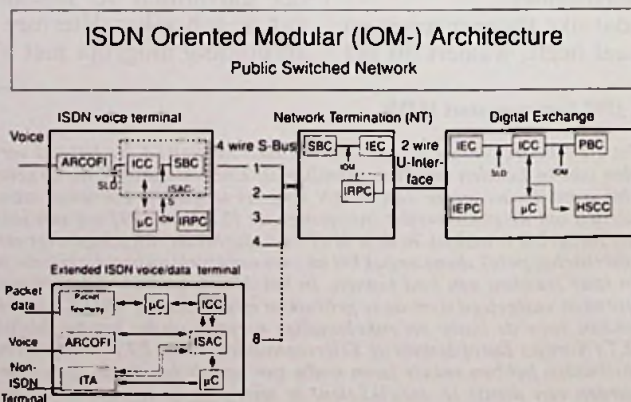 ISDN Oriented Modular (IOM-) Architecture
Public Switched Network
ISDN voice terminal
Network Termination (NT)
Digital Exchange
Voice
ARCOFI
ICC
SBC
SLD
ISAC
S
µC
IOM
IRPC
4 wire S-Bus
1
2
3
4
8
SBC
IEC
IOM
IRPC
2 wire
U-Inter-
face
IEC
ICC
PBC
SLD
IOM
IEPC
µC
HSCC
Extended ISDN voice/data terminal
Packet
data
Packet
µC
ICC
Voice
ARCOFI
ISAC
Non-
ISDN
Terminal
ITA
µC